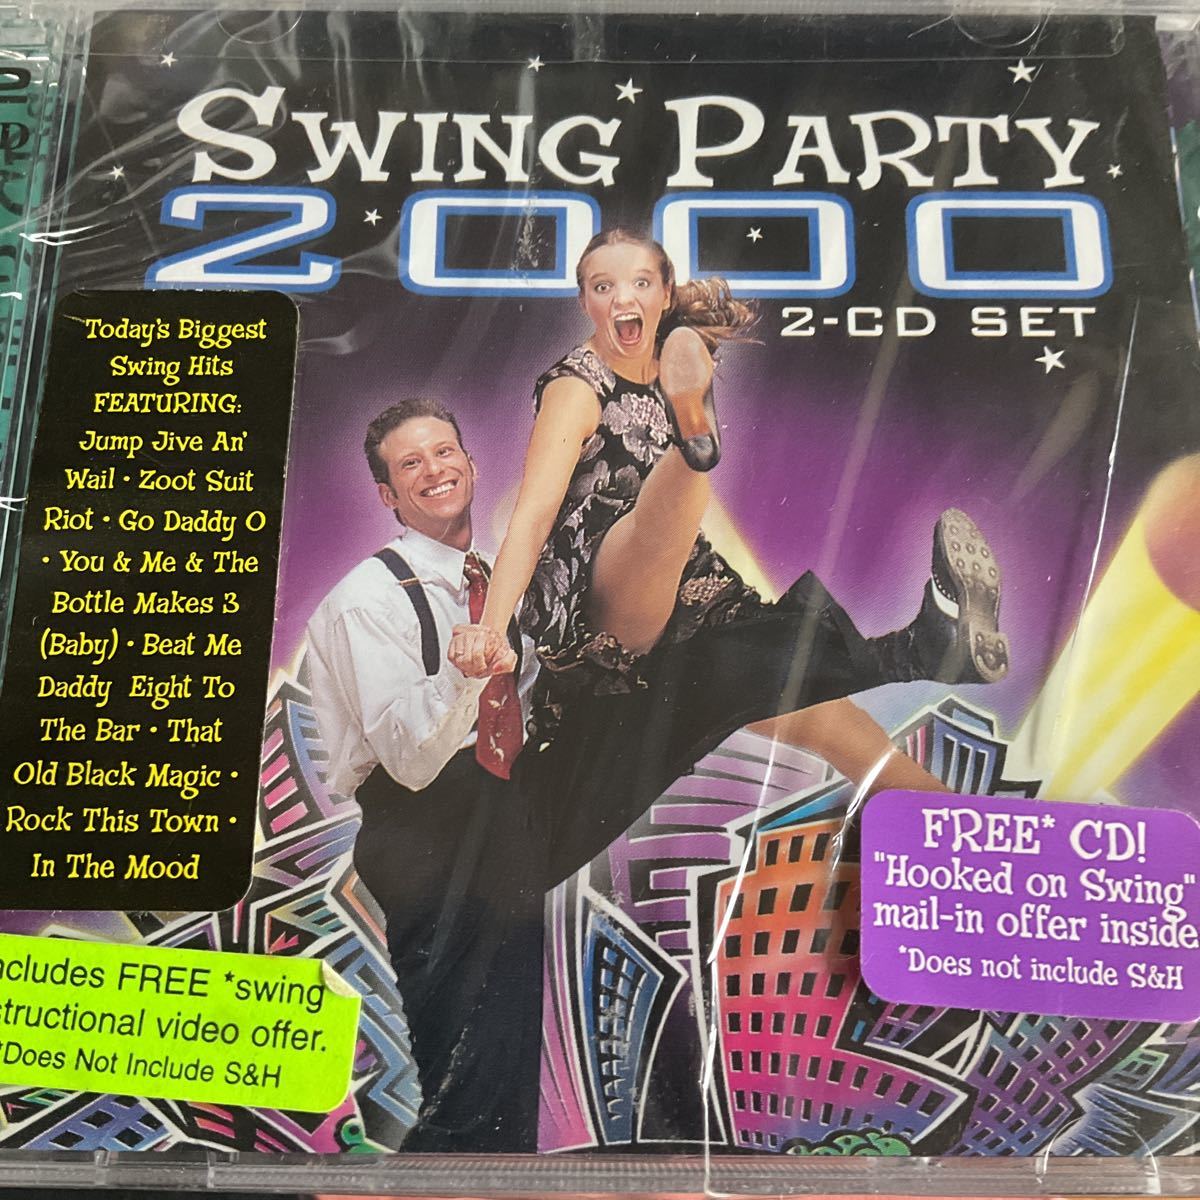 SWING PARTY
2000
2-CD SET
Today's Biggest
Swing Hits
FEATURING:
Jump Jive An'
Wail • Zoot Suit
Riot • Go Daddy O
• You & Me & The
Bottle Makes 3
(Baby) • Beat Me
Daddy Eight To
The Bar • That
Old Black Magic •
Rock This Town •
In The Mood
FREE* CD!
"Hooked on Swing"
mail-in offer inside
*Does not include S&H
FREE *swing
video offer.
*Does Not Include S&H